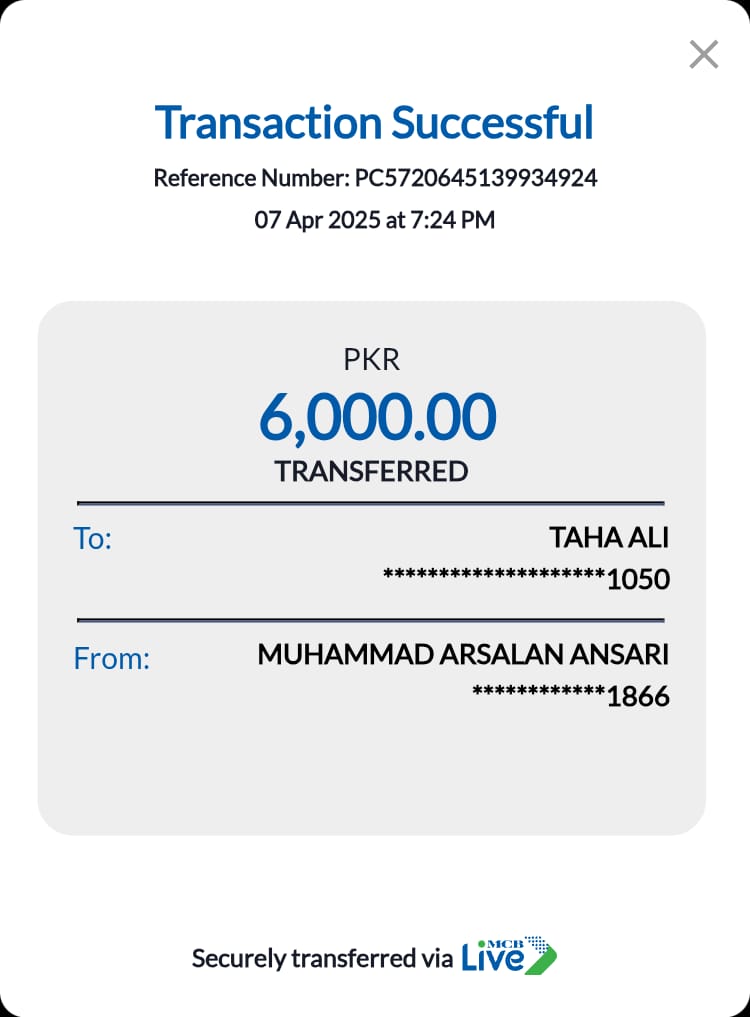 Transaction Successful
Reference Number: PC5720645139934924
07 Apr 2025 at 7:24 PM
PKR
6,000.00
TRANSFERRED
To:
TAHA ALI
********************1050
From:
MUHAMMAD ARSALAN ANSARI
************1866
Securely transferred via MCB Live